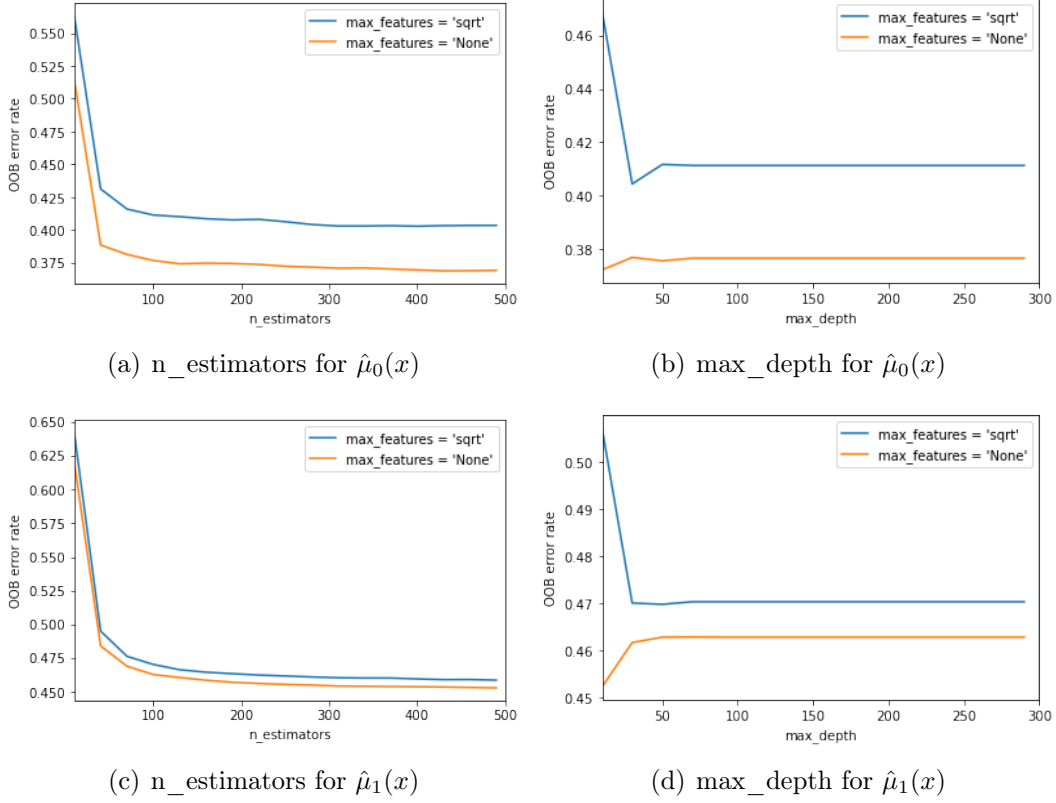 max_features = 'sqrt'
max_features = 'None'
OOB error rate
0.550
0.525
0.500
0.475
0.450
0.425
0.400
0.375
100
200
300
400
500
n_estimators
(a) n_estimators for μ̂₀(x)
max_features = 'sqrt'
max_features = 'None'
OOB error rate
0.46
0.44
0.42
0.40
0.38
50
100
150
200
250
300
max_depth
(b) max_depth for μ̂₀(x)
max_features = 'sqrt'
max_features = 'None'
OOB error rate
0.650
0.625
0.600
0.575
0.550
0.525
0.500
0.475
0.450
100
200
300
400
500
n_estimators
(c) n_estimators for μ̂₁(x)
max_features = 'sqrt'
max_features = 'None'
OOB error rate
0.50
0.49
0.48
0.47
0.46
0.45
50
100
150
200
250
300
max_depth
(d) max_depth for μ̂₁(x)